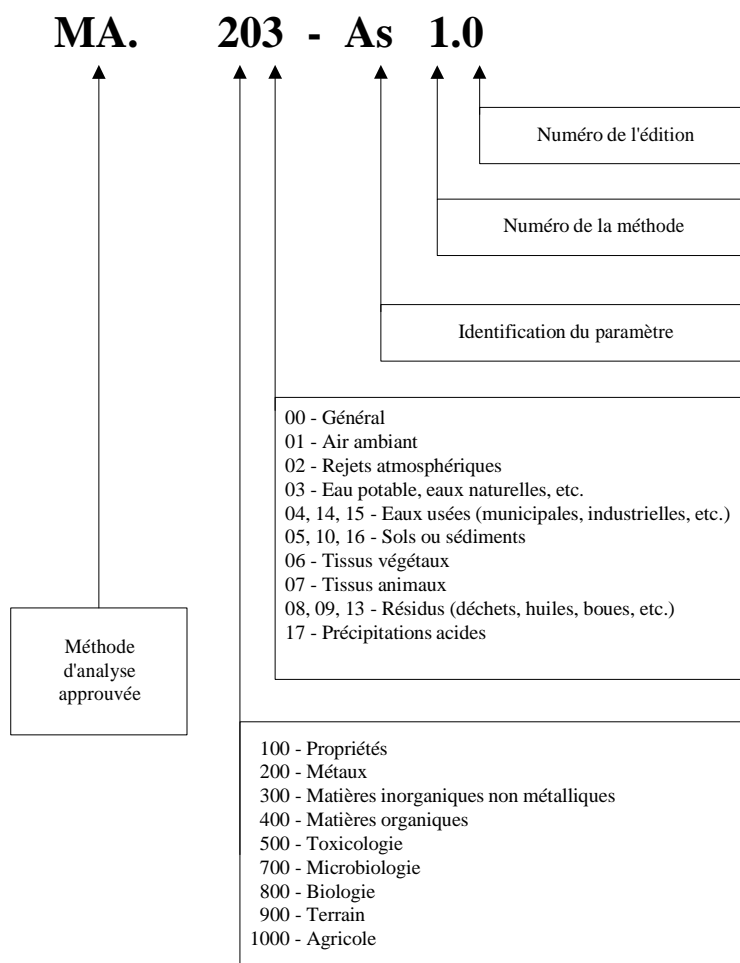 MA. 203 - As 1.0
Numéro de l'édition
Numéro de la méthode
Identification du paramètre
00 - Général
01 - Air ambiant
02 - Rejets atmosphériques
03 - Eau potable, eaux naturelles, etc.
04, 14, 15 - Eaux usées (municipales, industrielles, etc.)
05, 10, 16 - Sols ou sédiments
06 - Tissus végétaux
07 - Tissus animaux
08, 09, 13 - Résidus (déchets, huiles, boues, etc.)
17 - Précipitations acides
Méthode
d'analyse
approuvée
100 - Propriétés
200 - Métaux
300 - Matières inorganiques non métalliques
400 - Matières organiques
500 - Toxicologie
700 - Microbiologie
800 - Biologie
900 - Terrain
1000 - Agricole